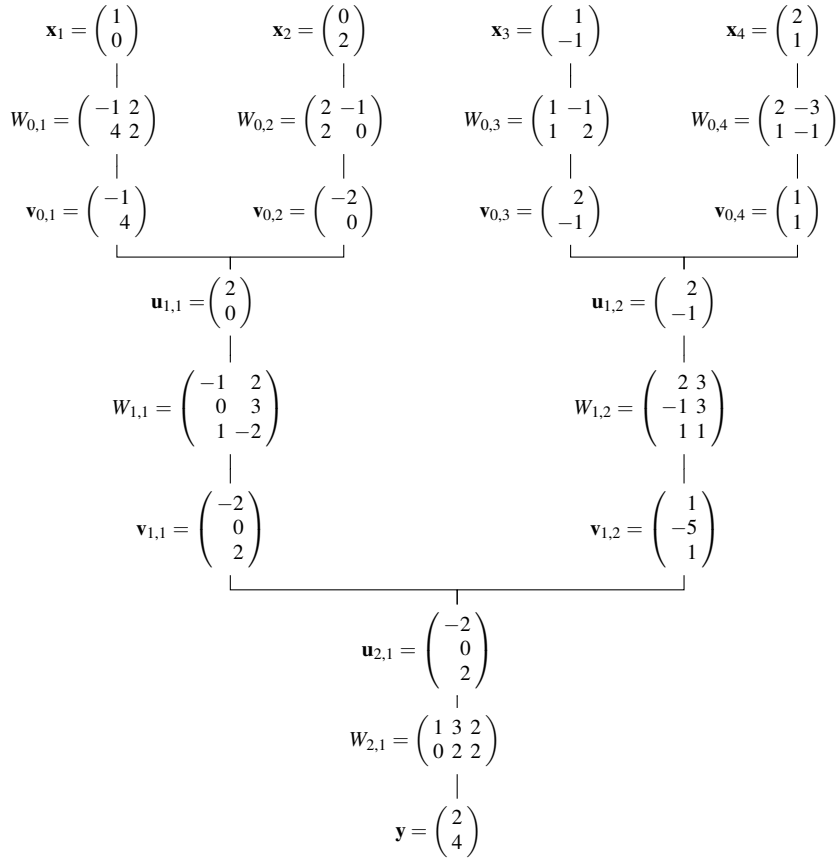 x₁ = (1 0) x₂ = (0 2) x₃ = (1 −1) x₄ = (2 1)
W₀,₁ = (−1 2 4 2) W₀,₂ = (2 −1 2 0) W₀,₃ = (1 −1 1 2) W₀,₄ = (2 −3 1 −1)
v₀,₁ = (−1 4) v₀,₂ = (−2 0) v₀,₃ = (2 −1) v₀,₄ = (1 1)
u₁,₁ = (2 0) u₁,₂ = (2 −1)
W₁,₁ = (−1 2 0 3 1 −2) W₁,₂ = (2 3 −1 3 1 1)
v₁,₁ = (−2 0 2) v₁,₂ = (1 −5 1)
u₂,₁ = (−2 0 2)
W₂,₁ = (1 3 2 0 2 2)
y = (2 4)